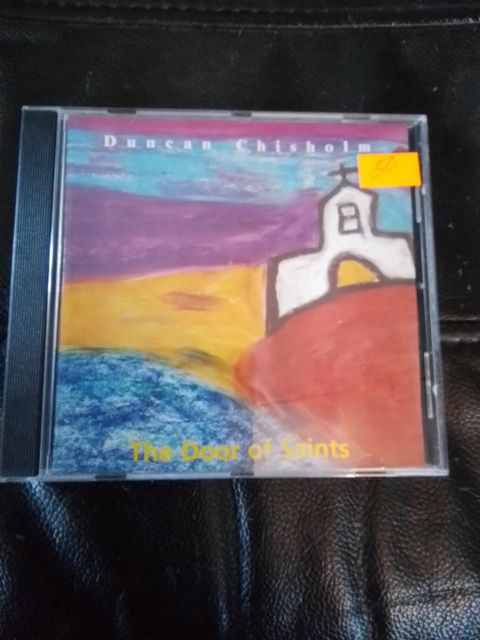 Duncan Chisholm
The Door of Saints